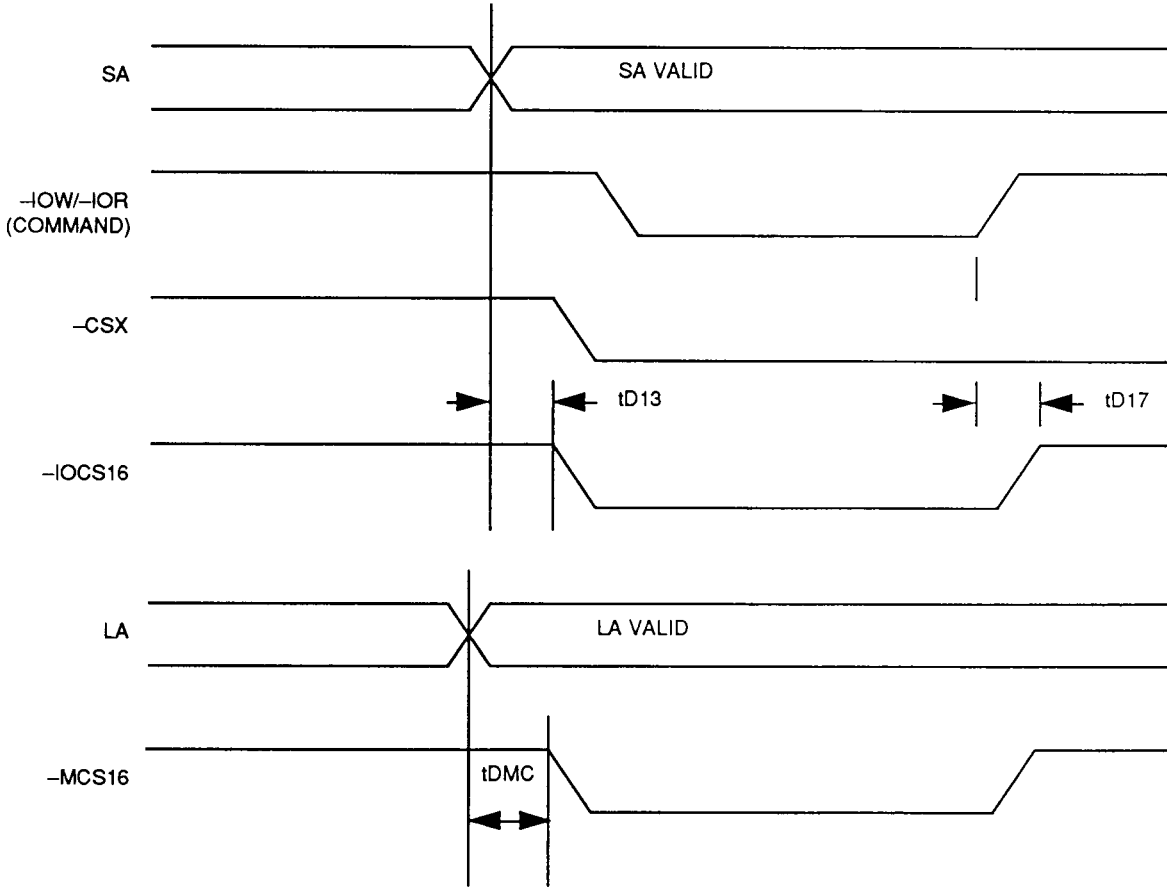 SA
SA VALID
–IOW/–IOR
(COMMAND)
–CSX
tD13
tD17
–IOCS16
LA
LA VALID
–MCS16
tDMC